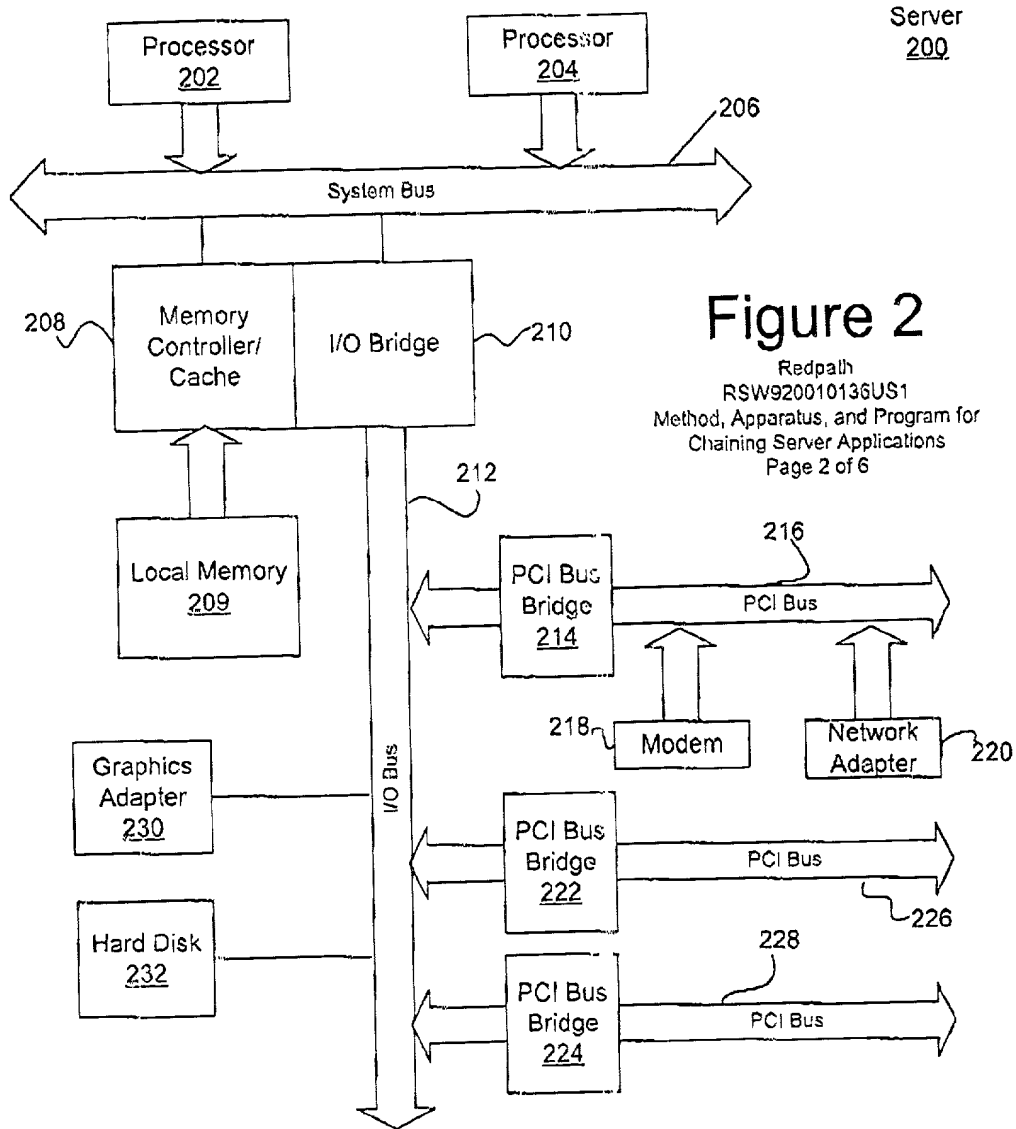 Server
200
Processor
202
Processor
204
206
System Bus
208
Memory
Controller/
Cache
I/O Bridge
210
Figure 2
Redpath
RSW920010136US1
Method, Apparatus, and Program for
Chaining Server Applications
Page 2 of 6
212
Local Memory
209
PCI Bus
Bridge
214
216
PCI Bus
218
Modem
Network
Adapter
220
Graphics
Adapter
230
I/O Bus
PCI Bus
Bridge
222
PCI Bus
226
Hard Disk
232
PCI Bus
Bridge
224
228
PCI Bus